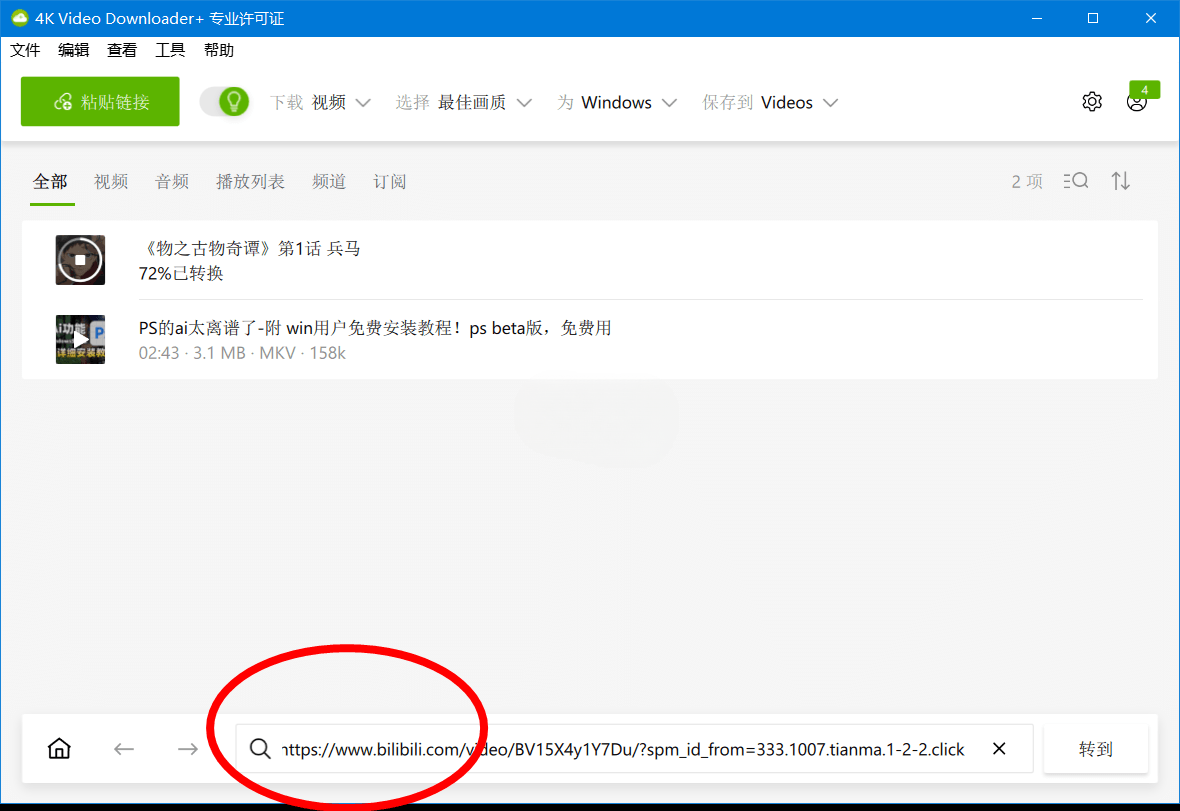 4K Video Downloader+ 专业许可证
文件 编辑 查看 工具 帮助
粘贴链接 下载 视频 选择 最佳画质 为 Windows 保存到 Videos 4
全部 视频 音频 播放列表 频道 订阅 2 项
《物之古物奇谭》第1话 兵马
72%已转换
PS的ai太离谱了-附 win用户免费安装教程！ps beta版，免费用
02:43 · 3.1 MB · MKV · 158k
https://www.bilibili.com/video/BV15X4y1Y7Du/?spm_id_from=333.1007.tianma.1-2-2.click 转到